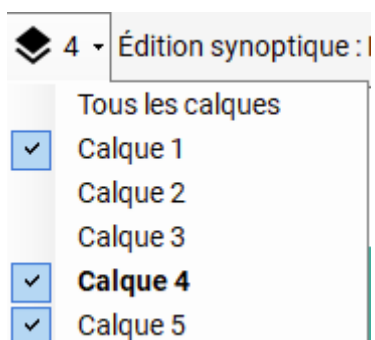 4 Édition synoptique :
Tous les calques
Calque 1
Calque 2
Calque 3
Calque 4
Calque 5